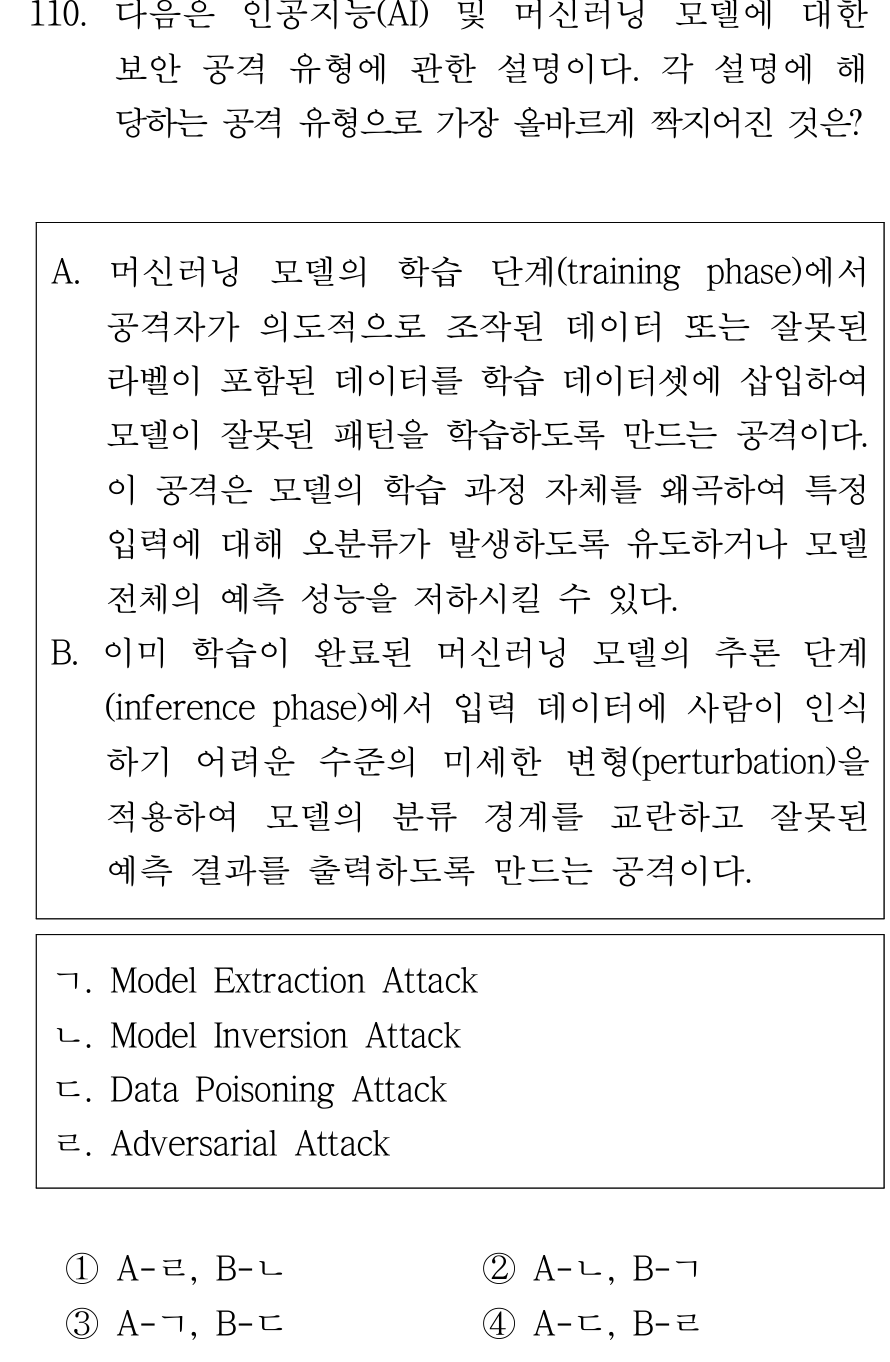 110. 다음은 인공지능(AI) 및 머신러닝 모델에 대한
보안 공격 유형에 관한 설명이다. 각 설명에 해
당하는 공격 유형으로 가장 올바르게 짝지어진 것은?
A. 머신러닝 모델의 학습 단계(training phase)에서
공격자가 의도적으로 조작된 데이터 또는 잘못된
라벨이 포함된 데이터를 학습 데이터셋에 삽입하여
모델이 잘못된 패턴을 학습하도록 만드는 공격이다.
이 공격은 모델의 학습 과정 자체를 왜곡하여 특정
입력에 대해 오분류가 발생하도록 유도하거나 모델
전체의 예측 성능을 저하시킬 수 있다.
B. 이미 학습이 완료된 머신러닝 모델의 추론 단계
(inference phase)에서 입력 데이터에 사람이 인식
하기 어려운 수준의 미세한 변형(perturbation)을
적용하여 모델의 분류 경계를 교란하고 잘못된
예측 결과를 출력하도록 만드는 공격이다.
ㄱ. Model Extraction Attack
ㄴ. Model Inversion Attack
ㄷ. Data Poisoning Attack
ㄹ. Adversarial Attack
① A-ㄹ, B-ㄴ ② A-ㄴ, B-ㄱ
③ A-ㄱ, B-ㄷ ④ A-ㄷ, B-ㄹ